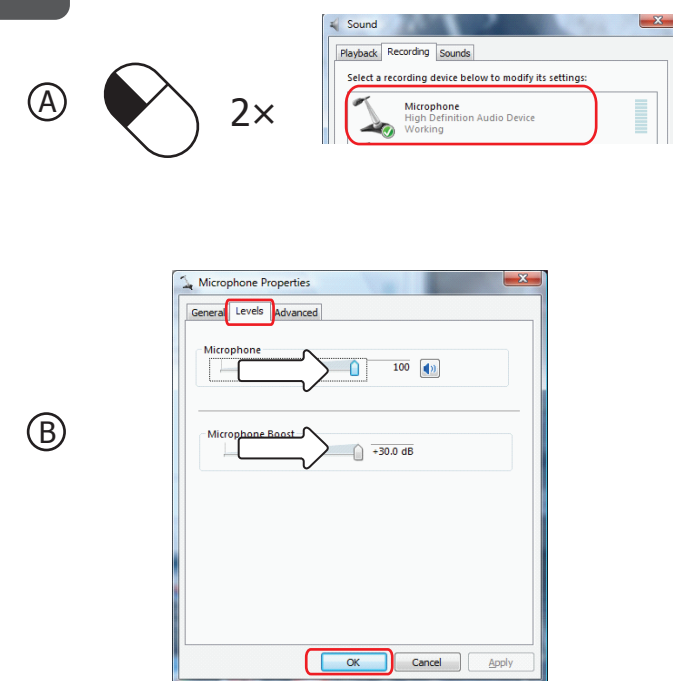 Sound
Playback Recording Sounds
Select a recording device below to modify its settings:
A
2×
Microphone
High Definition Audio Device
Working
Microphone Properties
General Levels Advanced
Microphone
100
B
Microphone Boost
+30.0 dB
OK Cancel Apply